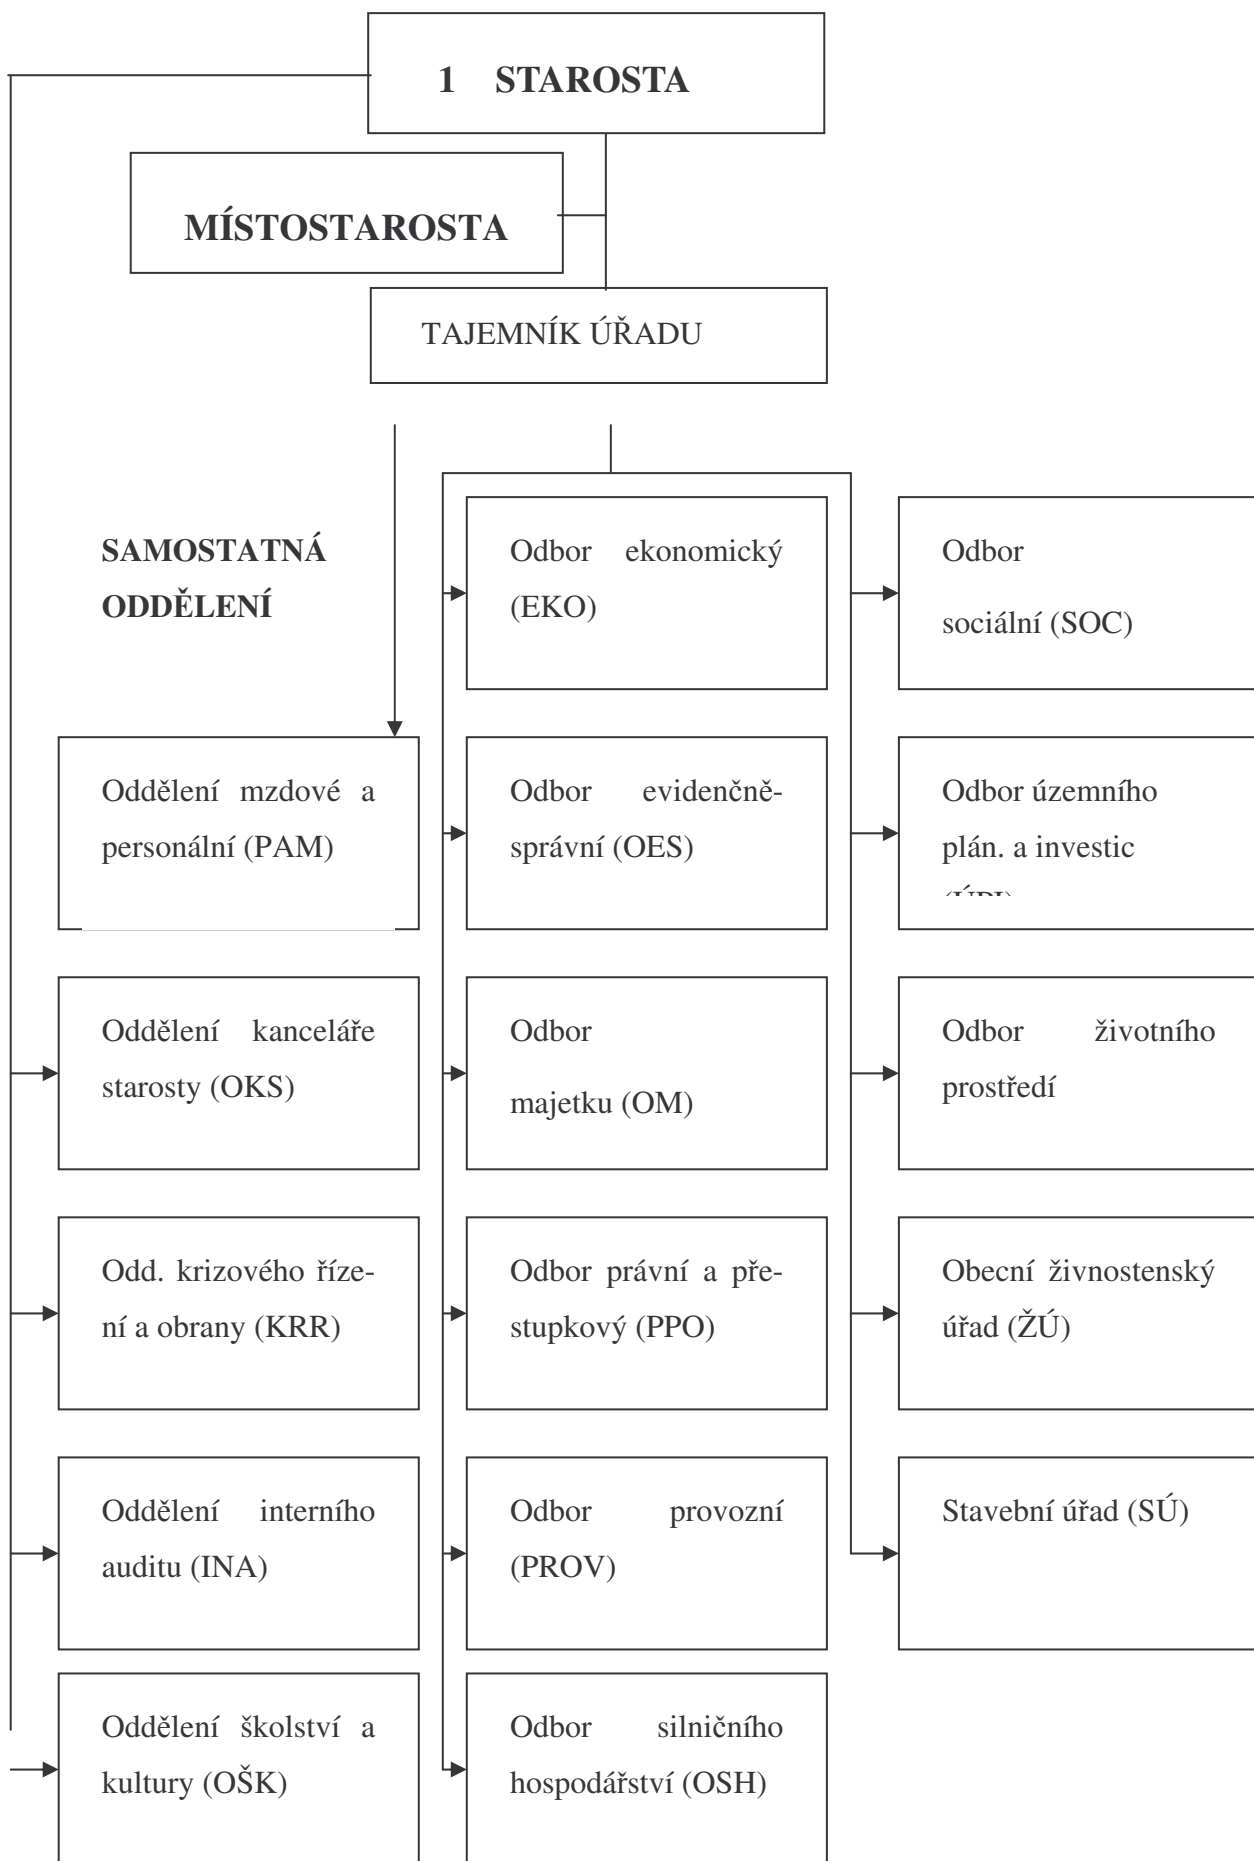 1 STAROSTA
MÍSTOSTAROSTA
TAJEMNÍK ÚŘADU
SAMOSTATNÁ
ODDĚLENÍ
Oddělení mzdové a
personální (PAM)
Oddělení kanceláře
starosty (OKS)
Odd. krizového říze-
ní a obrany (KRR)
Oddělení interního
auditu (INA)
Oddělení školství a
kultury (OŠK)
Odbor ekonomický
(EKO)
Odbor evidenčně-
správní (OES)
Odbor
majetku (OM)
Odbor právní a pře-
stupkový (PPO)
Odbor provozní
(PROV)
Odbor silničního
hospodářství (OSH)
Odbor
sociální (SOC)
Odbor územního
plán. a investic
Odbor životního
prostředí
Obecní živnostenský
úřad (ŽÚ)
Stavební úřad (SÚ)